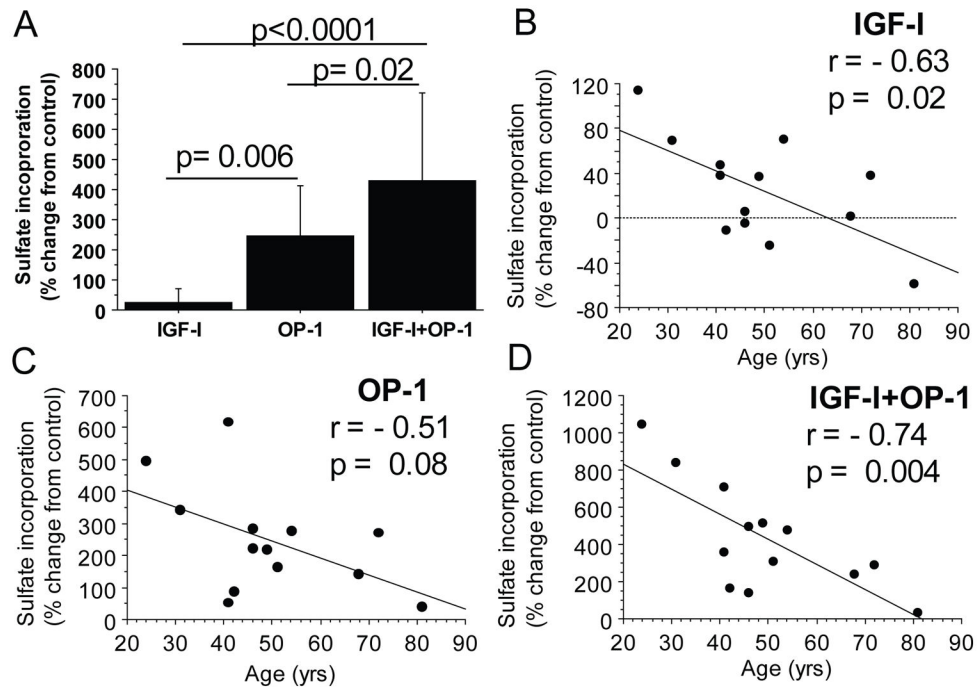 A
p<0.0001
p= 0.02
p= 0.006
Sulfate incoproration
(% change from control)
800
700
600
500
400
300
200
100
0
IGF-I
OP-1
IGF-I+OP-1
B
IGF-I
r = - 0.63
p = 0.02
Sulfate incorporation
(% change from control)
120
80
40
0
-40
-80
20 30 40 50 60 70 80 90
Age (yrs)
C
OP-1
r = - 0.51
p = 0.08
Sulfate incorporation
(% change from control)
700
600
500
400
300
200
100
0
20 30 40 50 60 70 80 90
Age (yrs)
D
IGF-I+OP-1
r = - 0.74
p = 0.004
Sulfate incorporation
(% change from control)
1200
1000
800
600
400
200
0
20 30 40 50 60 70 80 90
Age (yrs)